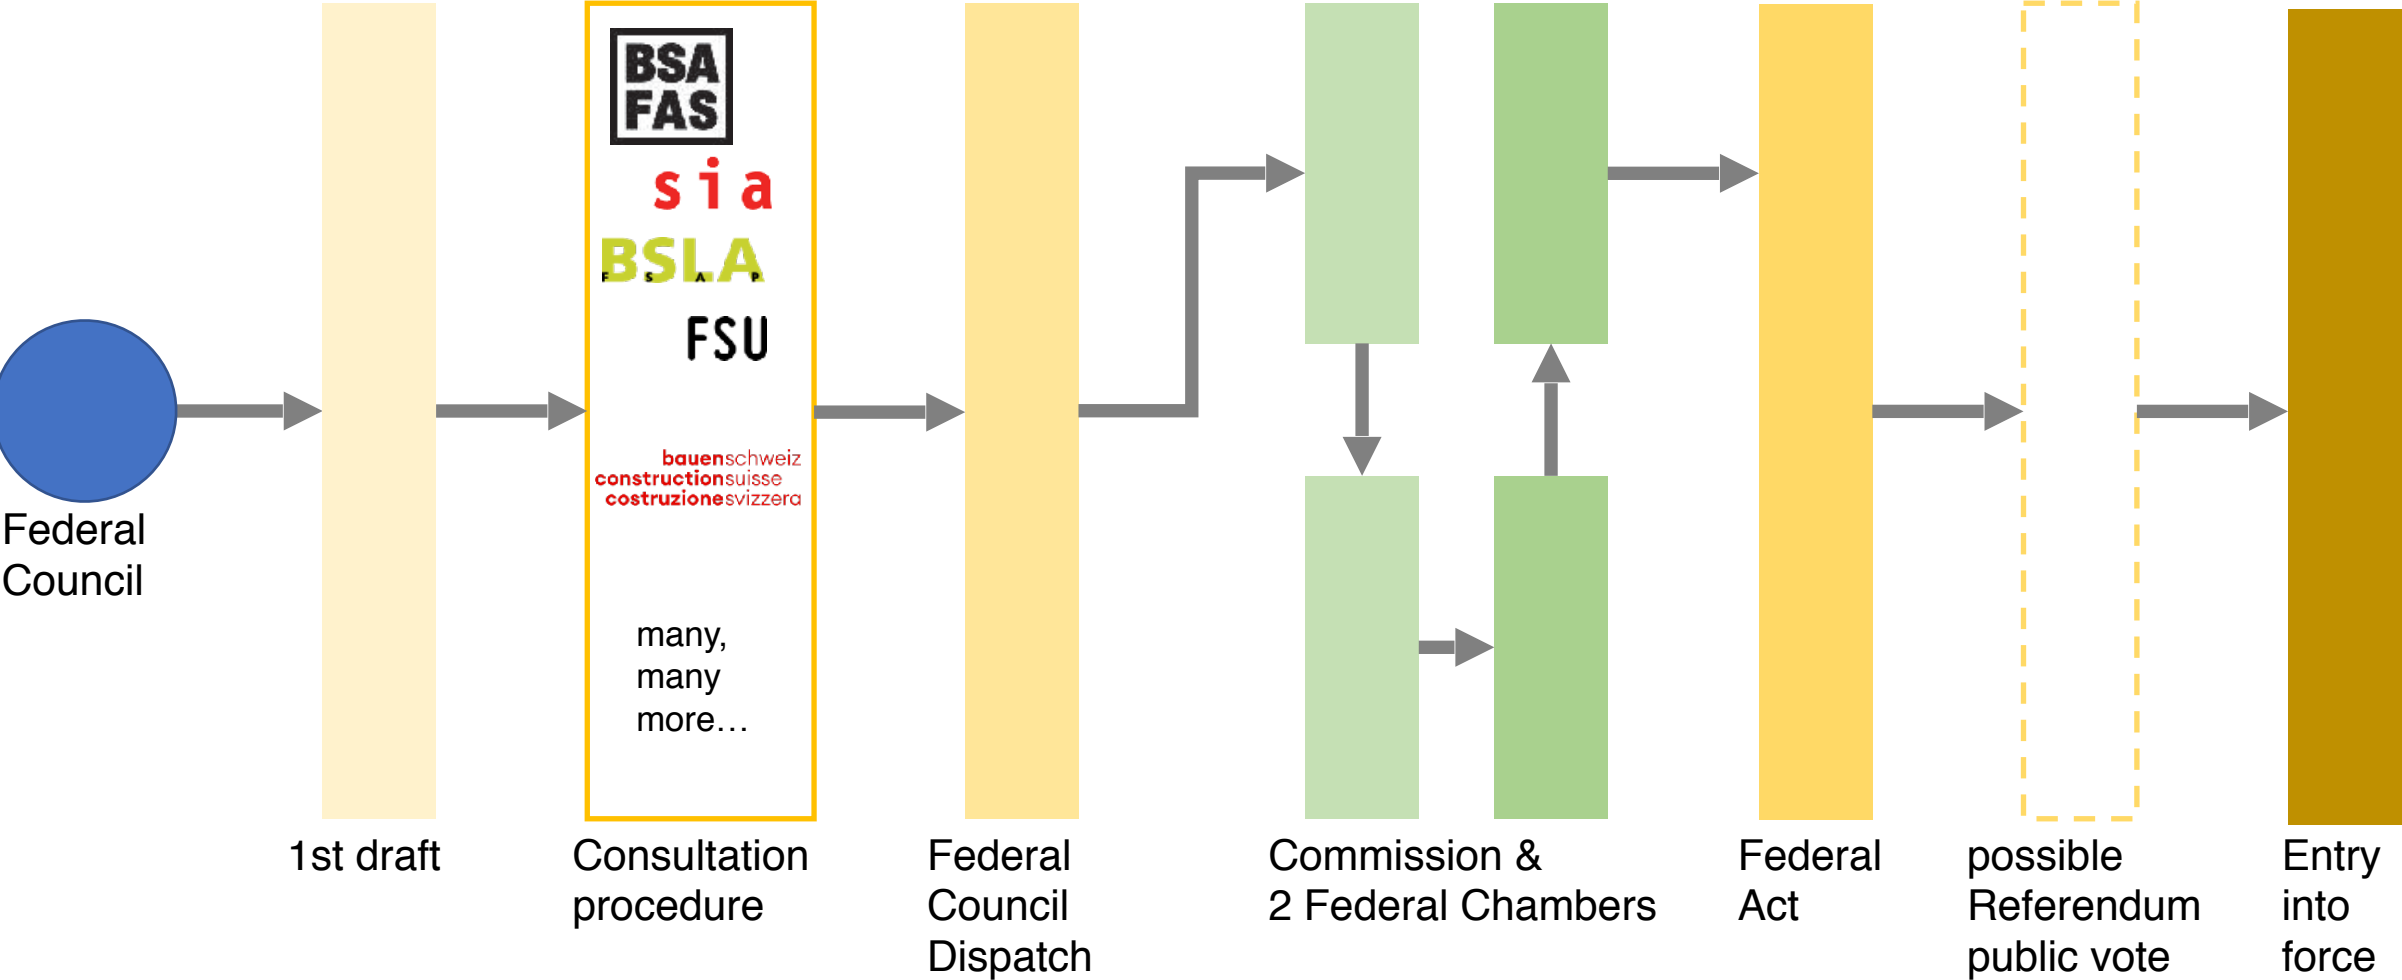 BSA
FAS
sia
BSLA
F S A P
FSU
bauenschweiz
constructionsuisse
costruzionesvizzera
many,
many
more…
Federal
Council
1st draft
Consultation
procedure
Federal
Council
Dispatch
Commission &
2 Federal Chambers
Federal
Act
possible
Referendum
public vote
Entry
into
force